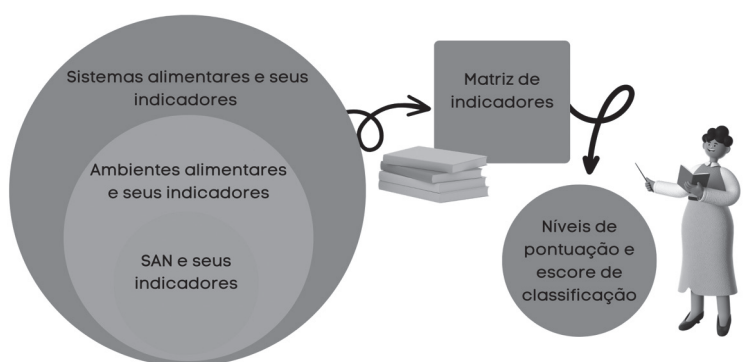 Sistemas alimentares e seus
indicadores
Ambientes alimentares
e seus indicadores
SAN e seus
indicadores
Matriz de
indicadores
Níveis de
pontuação e
escore de
classificação